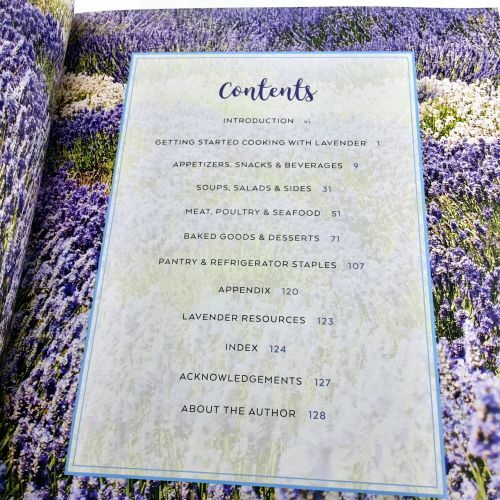 Contents
INTRODUCTION vi
GETTING STARTED COOKING WITH LAVENDER 1
APPETIZERS, SNACKS & BEVERAGES 9
SOUPS, SALADS & SIDES 31
MEAT, POULTRY & SEAFOOD 51
BAKED GOODS & DESSERTS 71
PANTRY & REFRIGERATOR STAPLES 107
APPENDIX 120
LAVENDER RESOURCES 123
INDEX 124
ACKNOWLEDGEMENTS 127
ABOUT THE AUTHOR 128